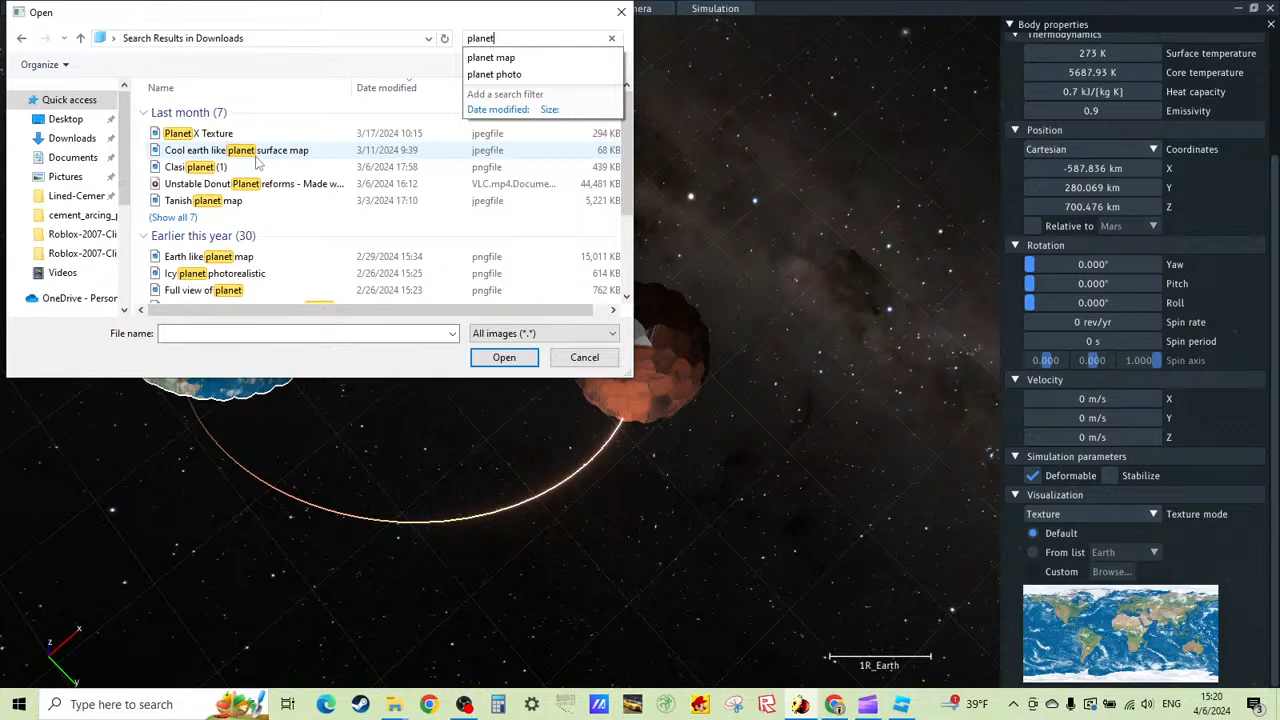 Open
mera
Simulation
Search Results in Downloads
planet
Organize
planet map
planet photo
Add a search filter
Date modified:
Size:
Name
Date modified
Quick access
Desktop
Downloads
Documents
Pictures
Lined-Cemer
cement_arcing_p
Roblox-2007-Cli
Roblox-2007-Cli
Videos
OneDrive - Person
Last month (7)
Planet X Texture 3/17/2024 10:15 jpegfile 294 KB
Cool earth like planet surface map 3/11/2024 9:39 jpegfile 68 KB
Clasi planet (1) 3/6/2024 17:58 pngfile 439 KB
Unstable Donut Planet reforms - Made w... 3/6/2024 16:12 VLC.mp4.Docume... 44,481 KB
Tanish planet map 3/3/2024 17:10 jpegfile 5,221 KB
(Show all 7)
Earlier this year (30)
Earth like planet map 2/29/2024 15:34 pngfile 15,011 KB
Icy planet photorealistic 2/26/2024 15:25 pngfile 614 KB
Full view of planet 2/26/2024 15:23 pngfile 762 KB
File name:
All images (*.*)
Open
Cancel
Body properties
Thermodynamics
273 K Surface temperature
5687.93 K Core temperature
0.7 kJ/[kg K] Heat capacity
0.9 Emissivity
Position
Cartesian Coordinates
-587.836 km X
280.069 km Y
700.476 km Z
Relative to Mars
Rotation
0.000° Yaw
0.000° Pitch
0.000° Roll
0 rev/yr Spin rate
0 s Spin period
0.000 0.000 1.000 Spin axis
Velocity
0 m/s X
0 m/s Y
0 m/s Z
Simulation parameters
Deformable Stabilize
Visualization
Texture Texture mode
Default
From list Earth
Custom Browse...
z
x
y
1R_Earth
Type here to search
39°F
15:20
4/6/2024
3